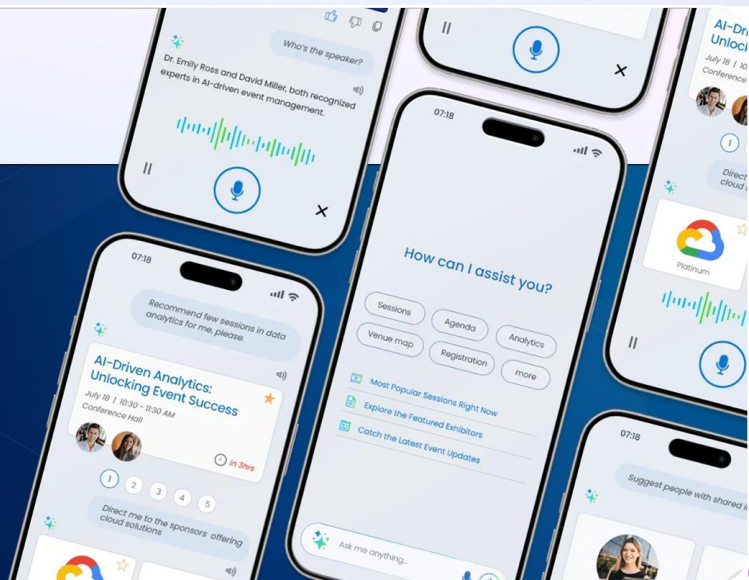 Who's the speaker?
Dr. Emily Ross and David Miller, both recognized
experts in AI-driven event management.
07:18
Recommend few sessions in data
analytics for me, please.
AI-Driven Analytics:
Unlocking Event Success
July 18 | 10:30 - 11:30 AM
Conference Hall
in 3hrs
1 2 3 4 5
Direct me to the sponsors offering
cloud solutions
07:18
How can I assist you?
Sessions Agenda Analytics
Venue map Registration more
Most Popular Sessions Right Now
Explore the Featured Exhibitors
Catch the Latest Event Updates
Ask me anything..
AI-Dri
Unlock
July 18 | 10
Conference
1
Direct
cloud
Platinum
07:18
Suggest people with shared